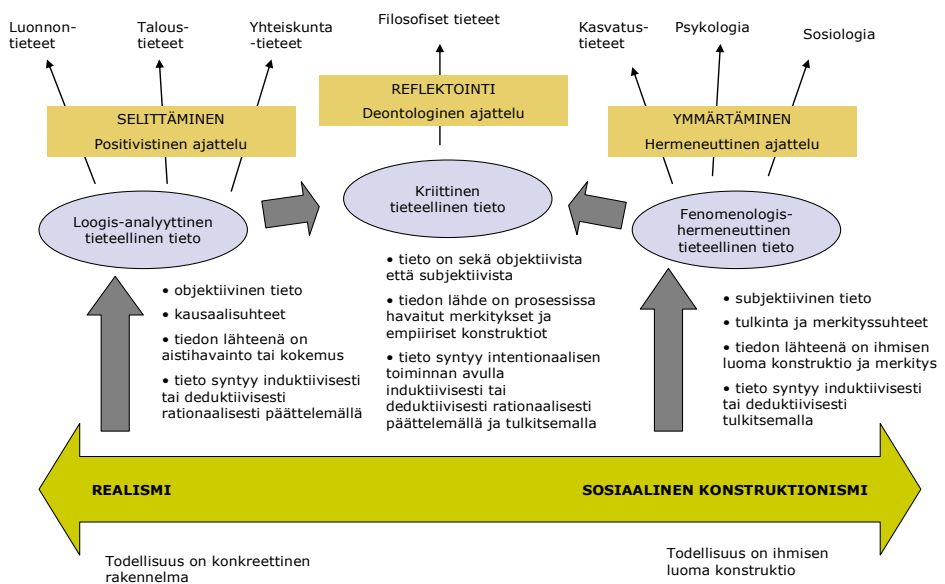 Luonnon-
tieteet
Talous-
tieteet
Yhteiskunta
-tieteet
Filosofiset tieteet
Kasvatus-
tieteet
Psykologia
Sosiologia
SELITTÄMINEN
Positivistinen ajattelu
REFLEKTOINTI
Deontologinen ajattelu
YMMÄRTÄMINEN
Hermeneuttinen ajattelu
Loogis-analyyttinen
tieteellinen tieto
Kriittinen
tieteellinen tieto
Fenomenologis-
hermeneuttinen
tieteellinen tieto
• objektiivinen tieto
• kausaalisuhteet
• tiedon lähteenä on
aistihavainto tai kokemus
• tieto syntyy induktiivisesti
tai deduktiivisesti
rationaalisesti päättelemällä
• tieto on sekä objektiivista
että subjektiivista
• tiedon lähde on prosessissa
havaitut merkitykset ja
empiiriset konstruktiot
• tieto syntyy intentionaalisen
toiminnan avulla
induktiivisesti tai
deduktiivisesti rationaalisesti
päättelemällä ja tulkitsemalla
• subjektiivinen tieto
• tulkinta ja merkityssuhteet
• tiedon lähteenä on ihmisen
luoma konstruktio ja merkitys
• tieto syntyy induktiivisesti
tai deduktiivisesti
tulkitsemalla
REALISMI
SOSIAALINEN KONSTRUKTIONISMI
Todellisuus on konkreettinen
rakennelma
Todellisuus on ihmisen
luoma konstruktio